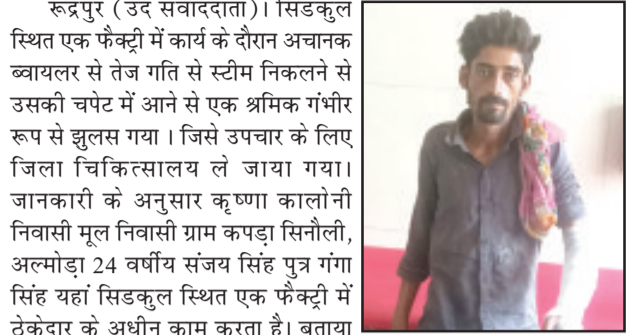 रूद्रपुर (उद संवाददाता)। सिडकुल
स्थित एक फैक्ट्री में कार्य के दौरान अचानक
ब्वायलर से तेज गति से स्टीम निकलने से
उसकी चपेट में आने से एक श्रमिक गंभीर
रूप से झुलस गया । जिसे उपचार के लिए
जिला चिकित्सालय ले जाया गया।
जानकारी के अनुसार कृष्णा कालोनी
निवासी मूल निवासी ग्राम कपड़ा सिनौली,
अल्मोड़ा 24 वर्षीय संजय सिंह पुत्र गंगा
सिंह यहां सिडकुल स्थित एक फैक्ट्री में
ठेकेदार के अधीन काम करता है। बताया